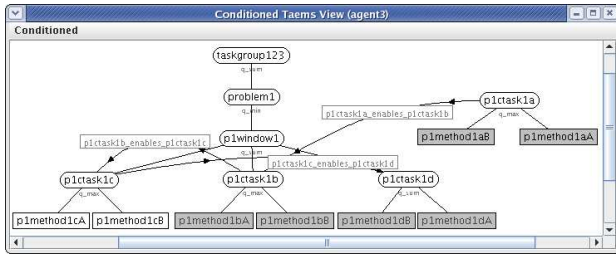 Conditioned Taems View (agent3)
Conditioned
taskgroup123
q_sum
problem1
q_min
p1ctask1a
q_max
p1ctask1a_enables_p1ctask1b
p1window1
q_sum
p1method1aB
p1method1aA
p1ctask1b_enables_p1ctask1c
p1ctask1c_enables_p1ctask1d
p1ctask1c
q_max
p1ctask1b
q_max
p1ctask1d
q_sum
p1method1cA
p1method1cB
p1method1bA
p1method1bB
p1method1dB
p1method1dA